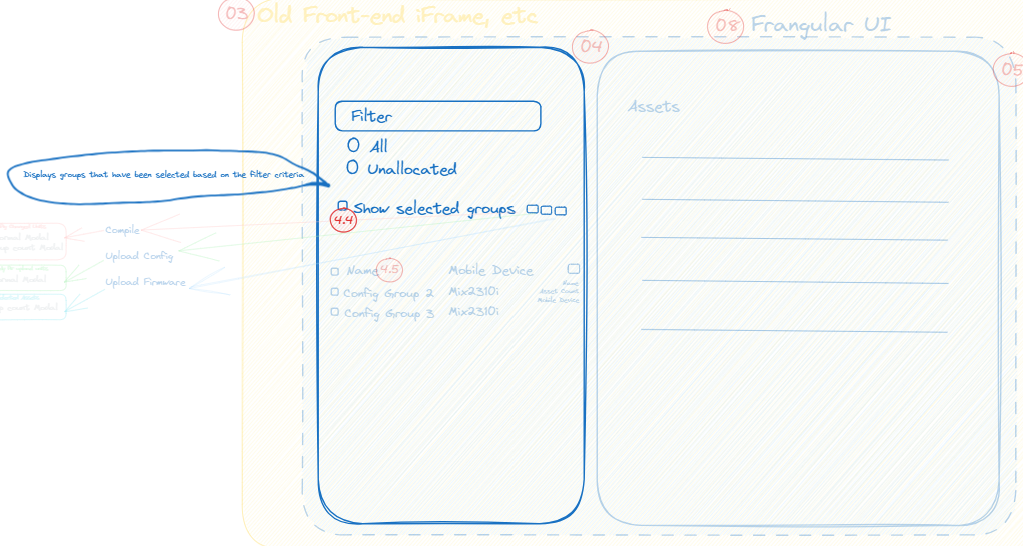 03
Old Front-end iFrame, etc
08
Frangular UI
04
05
Filter
Assets
All
Unallocated
Displays groups that have been selected based on the filter criteria
Show selected groups
4.4
Compile
Upload Config
Upload Firmware
Name
4.5
Mobile Device
Name
Asset Count
Mobile Device
Config Group 2
Mix2310i
Config Group 3
Mix2310i